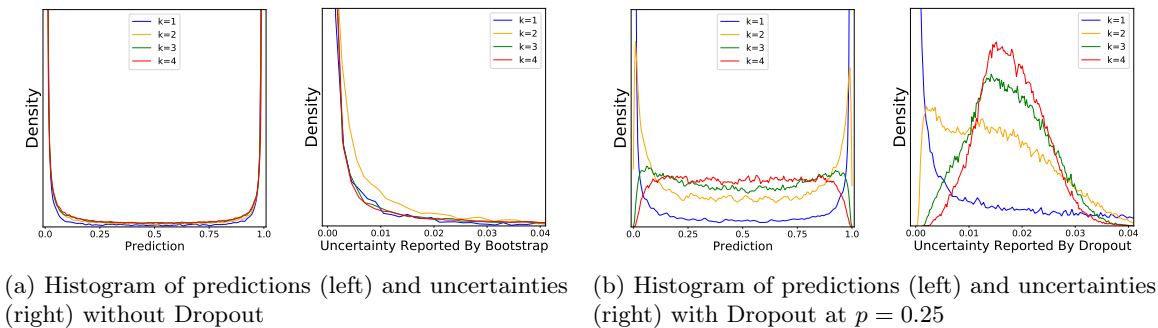 k=1
k=2
k=3
k=4
Density
0.0 0.25 0.5 0.75 1.0
Prediction
k=1
k=2
k=3
k=4
Density
0.00 0.01 0.02 0.03 0.04
Uncertainty Reported By Bootstrap
k=1
k=2
k=3
k=4
Density
0.0 0.25 0.5 0.75 1.0
Prediction
k=1
k=2
k=3
k=4
Density
0.00 0.01 0.02 0.03 0.04
Uncertainty Reported By Dropout
(a) Histogram of predictions (left) and uncertainties
(right) without Dropout
(b) Histogram of predictions (left) and uncertainties
(right) with Dropout at p = 0.25